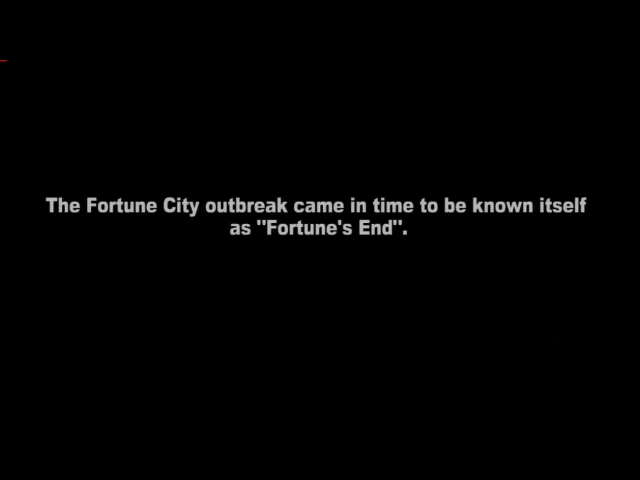 The Fortune City outbreak came in time to be known itself
as "Fortune's End".